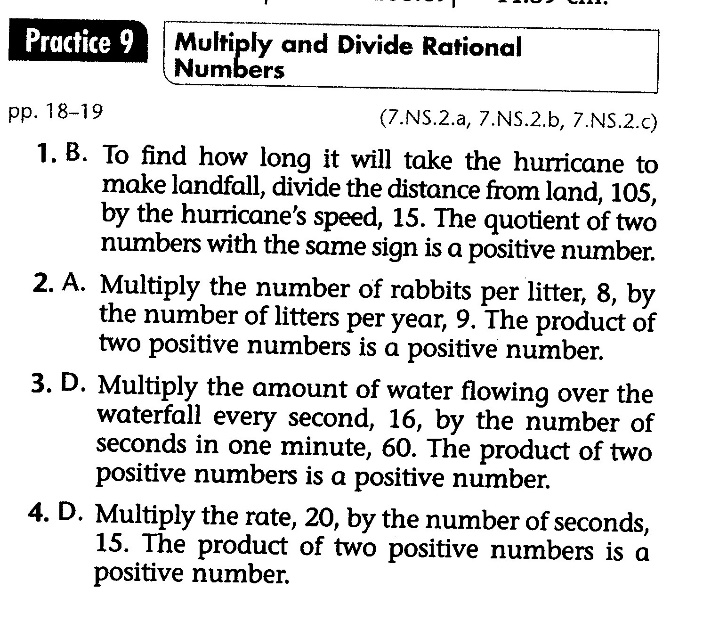 Practice 9
Multiply and Divide Rational
Numbers
pp. 18–19
(7.NS.2.a, 7.NS.2.b, 7.NS.2.c)
1. B. To find how long it will take the hurricane to
make landfall, divide the distance from land, 105,
by the hurricane's speed, 15. The quotient of two
numbers with the same sign is a positive number.
2. A. Multiply the number of rabbits per litter, 8, by
the number of litters per year, 9. The product of
two positive numbers is a positive number.
3. D. Multiply the amount of water flowing over the
waterfall every second, 16, by the number of
seconds in one minute, 60. The product of two
positive numbers is a positive number.
4. D. Multiply the rate, 20, by the number of seconds,
15. The product of two positive numbers is a
positive number.